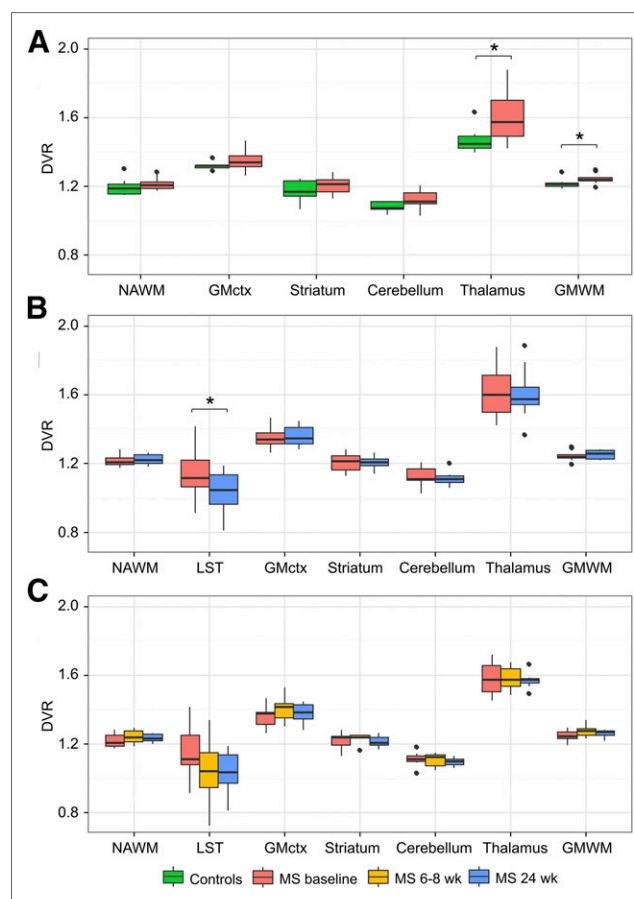 A
2.0
*
1.6
*
DVR
1.2
0.8
NAWM GMctx Striatum Cerebellum Thalamus GMWM
B
2.0
1.6
*
DVR
1.2
0.8
NAWM LST GMctx Striatum Cerebellum Thalamus GMWM
C
2.0
1.6
DVR
1.2
0.8
NAWM LST GMctx Striatum Cerebellum Thalamus GMWM
Controls MS baseline MS 6-8 wk MS 24 wk